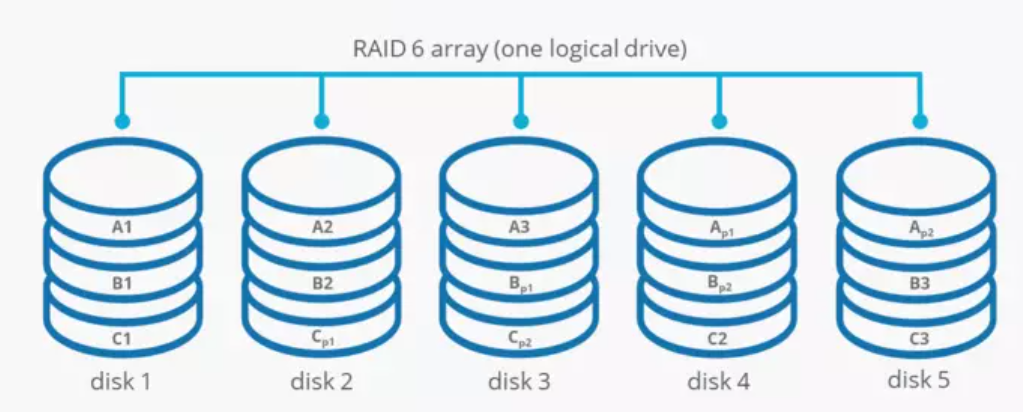 RAID 6 array (one logical drive)
A1 A2 A3 Ap1 Ap2
B1 B2 Bp1 Bp2 B3
C1 Cp1 Cp2 C2 C3
disk 1 disk 2 disk 3 disk 4 disk 5